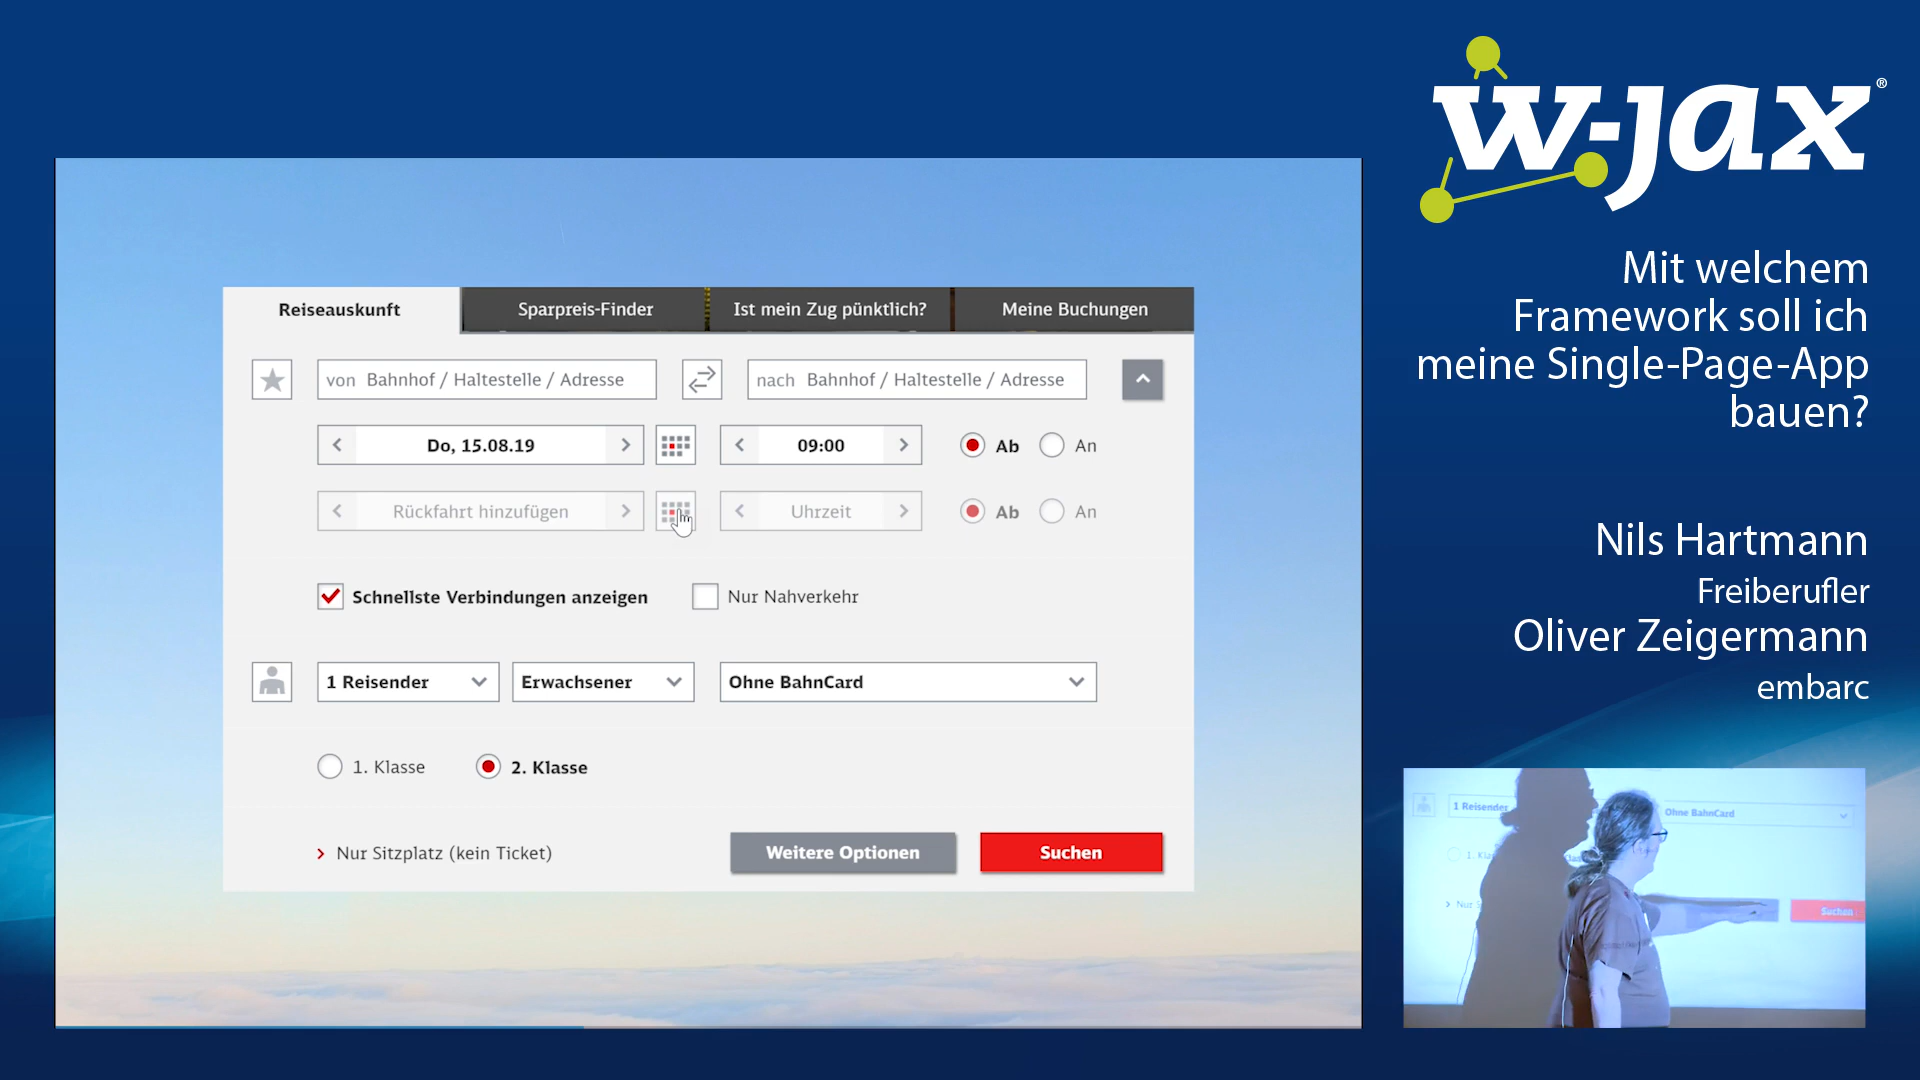 w-jax®
Mit welchem
Framework soll ich
meine Single-Page-App
bauen?
Nils Hartmann
Freiberufler
Oliver Zeigermann
embarc
Reiseauskunft
Sparpreis-Finder
Ist mein Zug pünktlich?
Meine Buchungen
von Bahnhof / Haltestelle / Adresse
nach Bahnhof / Haltestelle / Adresse
Do, 15.08.19
09:00
Ab
An
Rückfahrt hinzufügen
Uhrzeit
Ab
An
Schnellste Verbindungen anzeigen
Nur Nahverkehr
1 Reisender
Erwachsener
Ohne BahnCard
1. Klasse
2. Klasse
Nur Sitzplatz (kein Ticket)
Weitere Optionen
Suchen
1 Reisender
Ohne BahnCard
Suchen